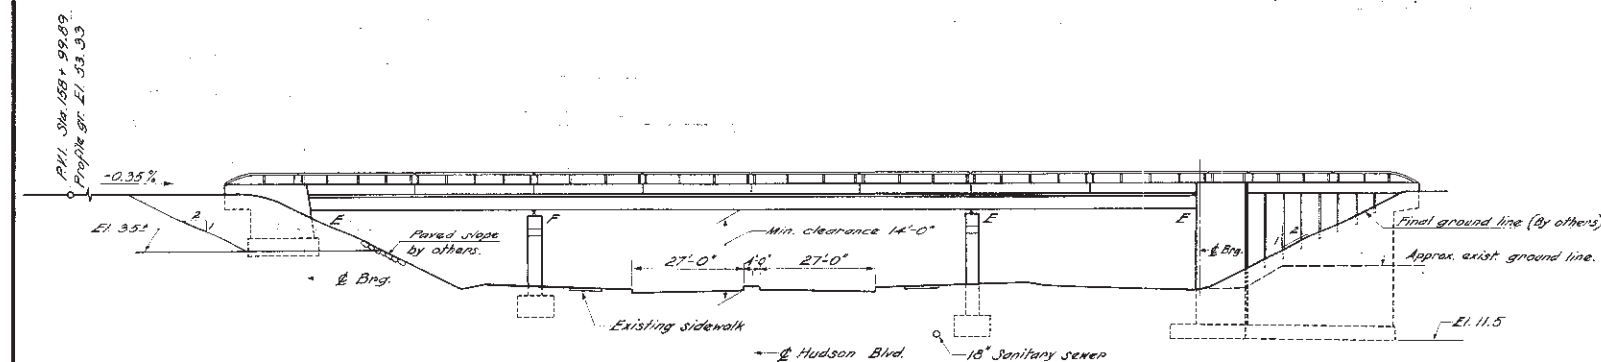 P.V.I. Sta. 158 + 99.89
Profile gr. El. 53.93
-0.35%
El. 35±
2
1
E
F
E
E
Paved slope
by others.
Min. clearance 14'-0"
27'-0"
4'-0"
27'-0"
℄ Brg.
℄ Brg.
1
2
Final ground line (By others)
Approx. exist. ground line.
Existing sidewalk
El. 11.5
℄ Hudson Blvd.
18" Sanitary sewer